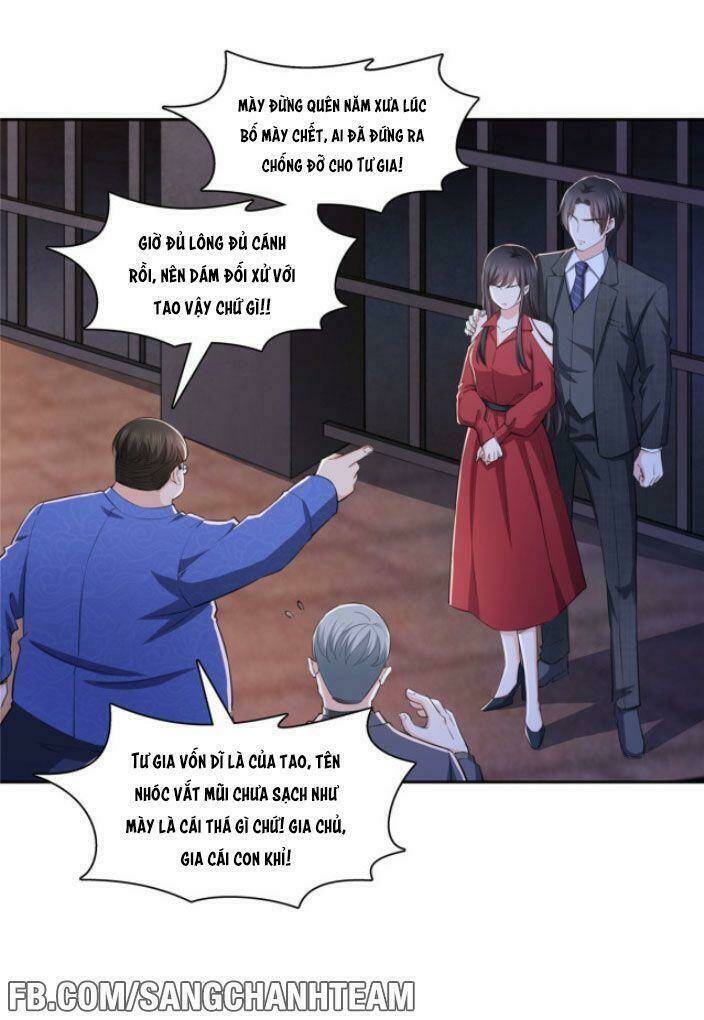 MÀY ĐỪNG QUÊN NĂM XƯA LÚC
BỐ MÀY CHẾT, AI ĐÃ ĐỨNG RA
CHỐNG ĐỠ CHO TƯ GIA!
GIỜ ĐỦ LÔNG ĐỦ CÁNH
RỒI, NÊN DÁM ĐỐI XỬ VỚI
TAO VẬY CHỨ GÌ!!
TƯ GIA VỐN DĨ LÀ CỦA TAO, TÊN
NHÓC VẮT MŨI CHƯA SẠCH NHƯ
MÀY LÀ CÁI THÁ GÌ CHỨ! GIA CHỦ,
GIA CÁI CON KHỈ!
FB.COM/SANGCHANHTEAM